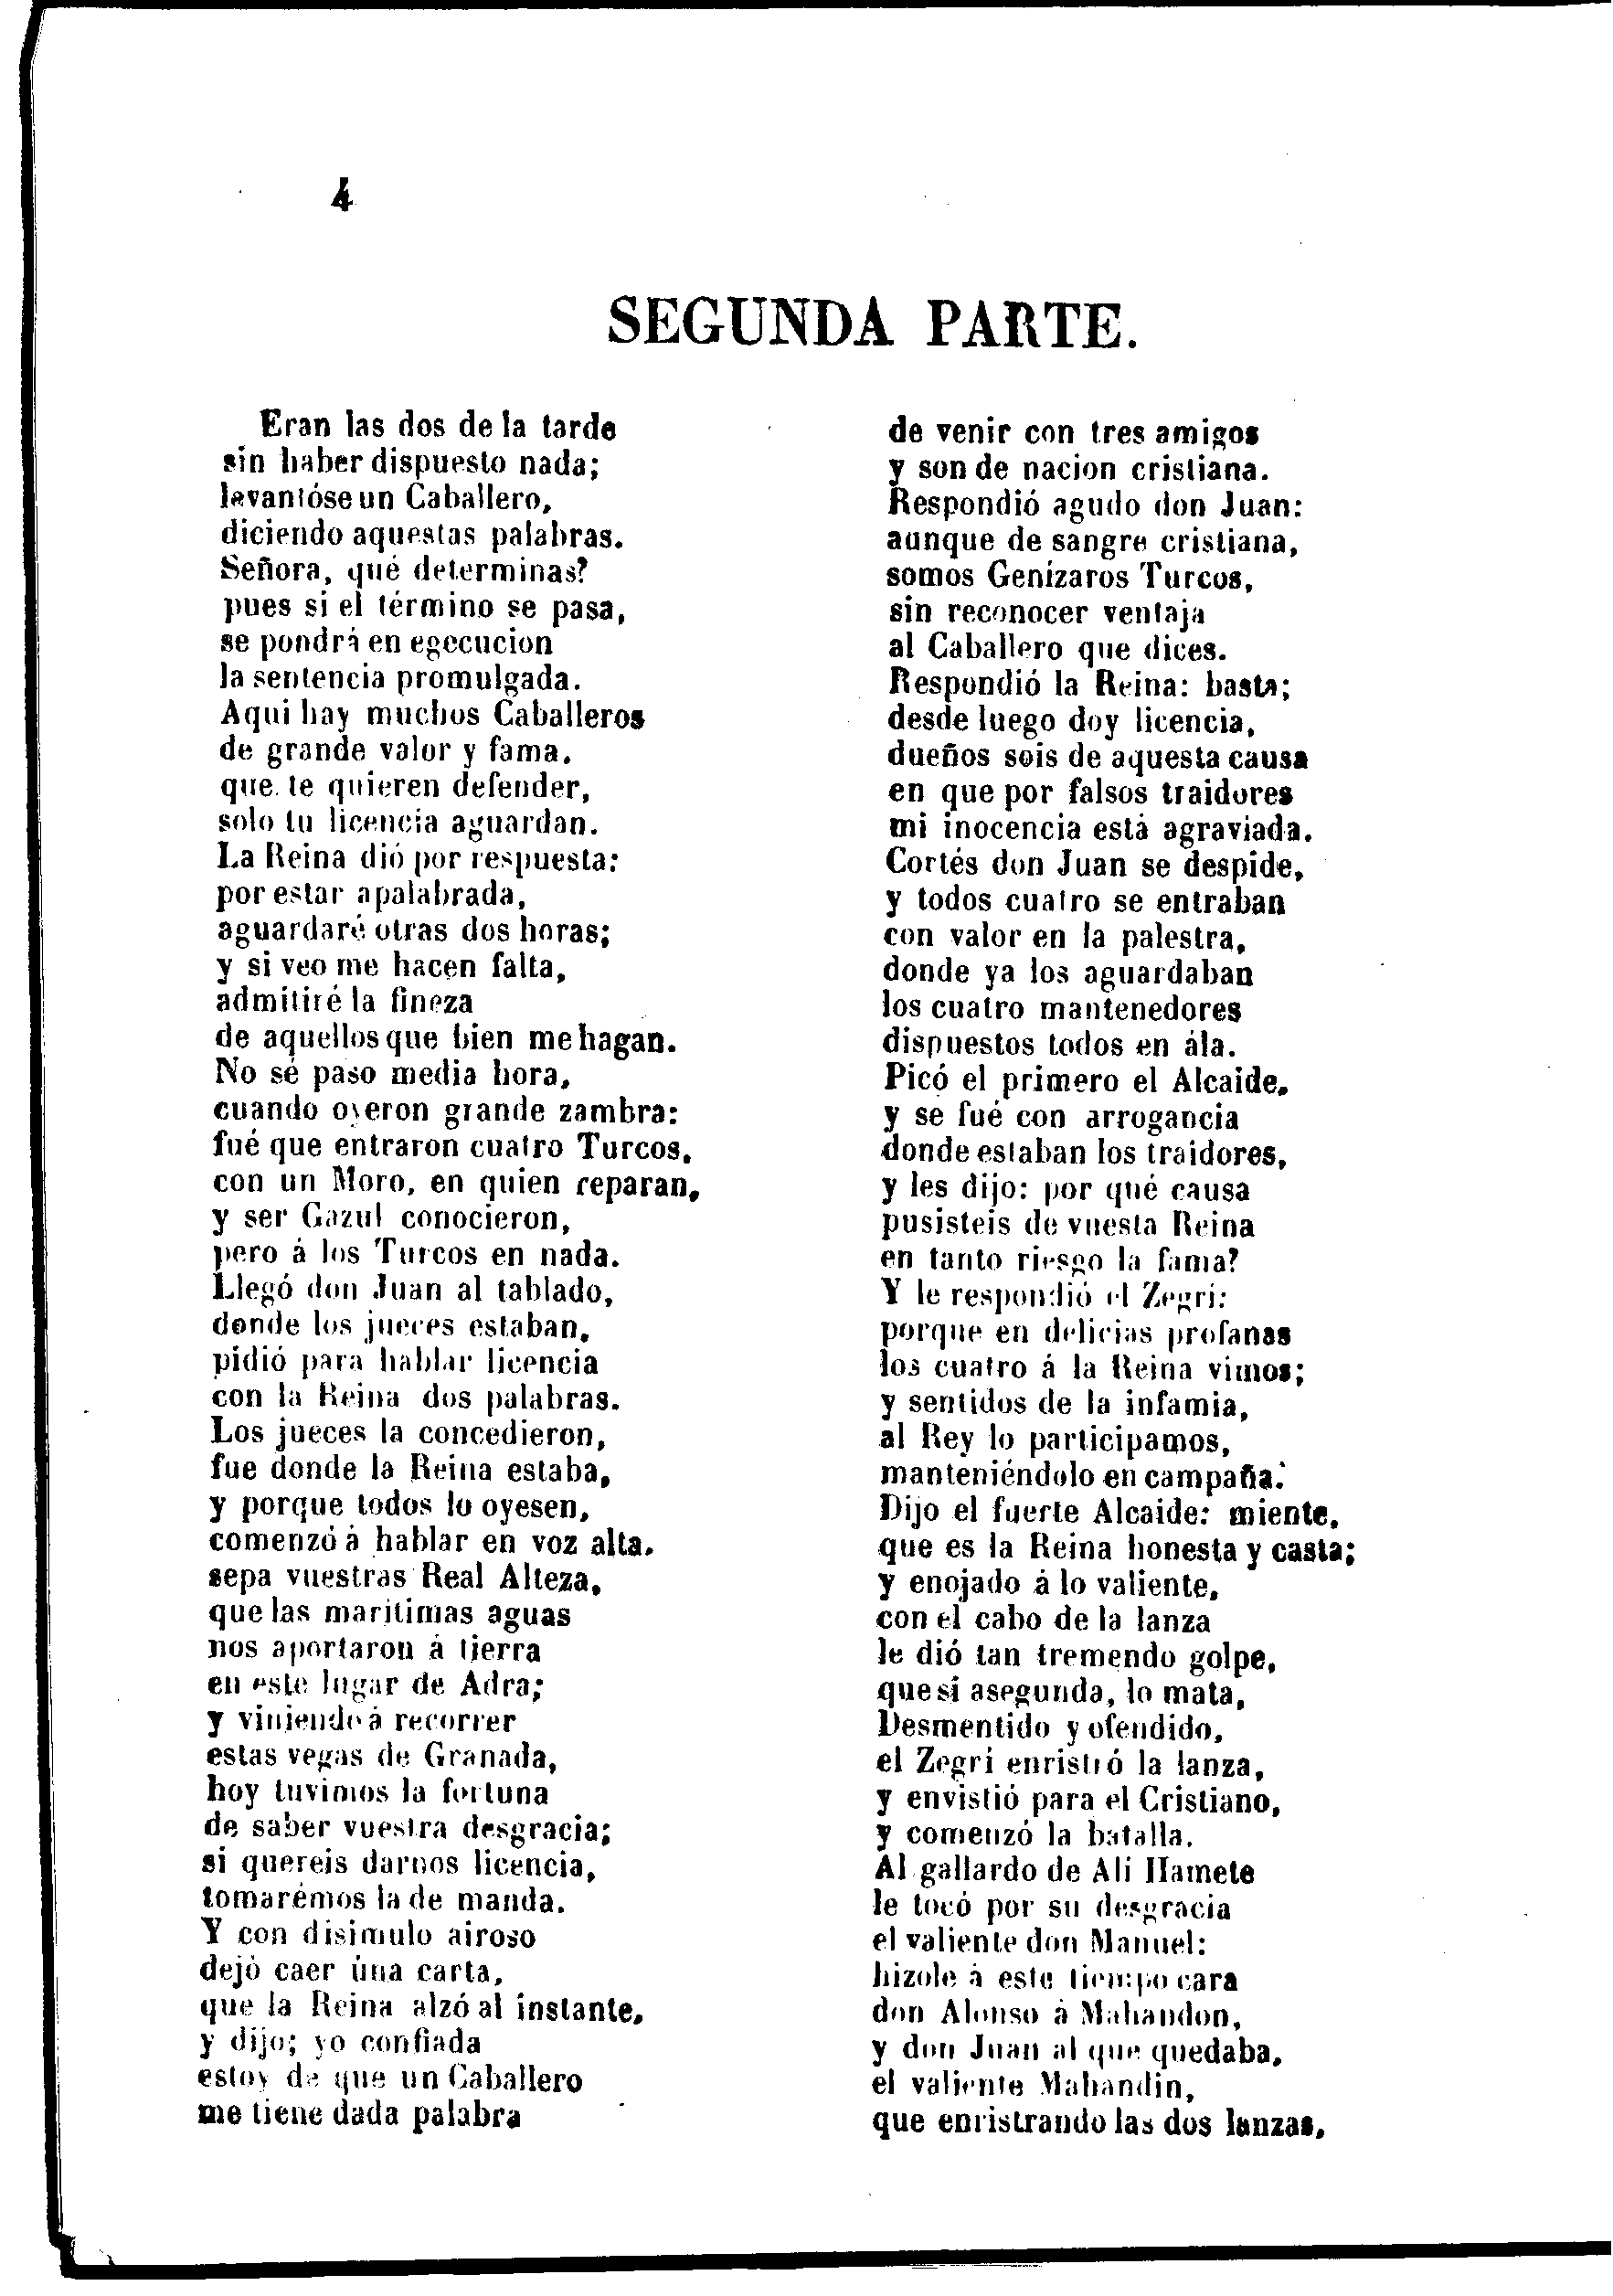 4
SEGUNDA PARTE.
Eran las dos de la tarde
sin haber dispuesto nada;
levantóse un Caballero,
diciendo aquestas palabras.
Señora, qué determinas?
pues si el término se pasa,
se pondrá en egecucion
la sentencia promulgada.
Aqui hay muchos Caballeros
de grande valor y fama,
que te quieren defender,
solo tu licencia aguardan.
La Reina dió por respuesta:
por estar apalabrada,
aguardaré otras dos horas;
y si veo me hacen falta,
admitiré la fineza
de aquellos que bien me hagan.
No sé paso media hora,
cuando oyeron grande zambra:
fué que entraron cuatro Turcos,
con un Moro, en quien reparan,
y ser Gazul conocieron,
pero á los Turcos en nada.
Llegó don Juan al tablado,
donde los jueces estaban,
pidió para hablar licencia
con la Reina dos palabras.
Los jueces la concedieron,
fue donde la Reina estaba,
y porque todos lo oyesen,
comenzó á hablar en voz alta.
sepa vuestras Real Alteza,
que las maritimas aguas
nos aportaron á tierra
en este lugar de Adra;
y viniendo á recorrer
estas vegas de Granada,
hoy tuvimos la fortuna
de saber vuestra desgracia;
si quereis darnos licencia,
tomarémos la de manda.
Y con disimulo airoso
dejó caer úna carta,
que la Reina alzó al instante,
y dijo; yo confiada
estoy de que un Caballero
me tiene dada palabra
de venir con tres amigos
y son de nacion cristiana.
Respondió agudo don Juan:
aunque de sangre cristiana,
somos Genízaros Turcos,
sin reconocer ventaja
al Caballero que dices.
Respondió la Reina: basta;
desde luego doy licencia,
dueños sois de aquesta causa
en que por falsos traidores
mi inocencia está agraviada.
Cortés don Juan se despide,
y todos cuatro se entraban
con valor en la palestra,
donde ya los aguardaban
los cuatro mantenedores
dispuestos todos en ála.
Picó el primero el Alcaide,
y se fué con arrogancia
donde estaban los traidores,
y les dijo: por qué causa
pusisteis de vuesta Reina
en tanto riesgo la fama?
Y le respondió el Zegri:
porque en delicias profanas
los cuatro á la Reina vimos;
y sentidos de la infamia,
al Rey lo participamos,
manteniéndolo en campaña.
Dijo el fuerte Alcaide: miente,
que es la Reina honesta y casta;
y enojado á lo valiente,
con el cabo de la lanza
le dió tan tremendo golpe,
que si asegunda, lo mata,
Desmentido y ofendido,
el Zegri enristró la lanza,
y envistió para el Cristiano,
y comenzó la batalla.
Al gallardo de Ali Hamete
le tocó por su desgracia
el valiente don Manuel:
hizole á este tiempo cara
don Alonso á Mahandon,
y don Juan al que quedaba,
el valiente Mahandin,
que enristrando las dos lanzas,